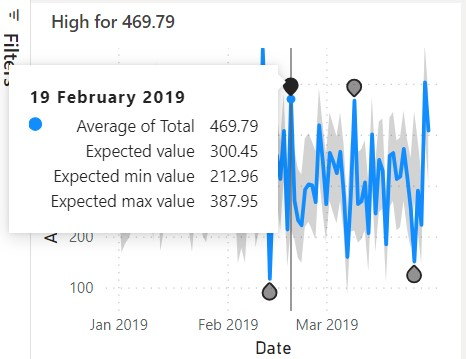 High for 469.79
Filters
19 February 2019
Average of Total 469.79
Expected value 300.45
Expected min value 212.96
Expected max value 387.95
A
200
100
Jan 2019 Feb 2019 Mar 2019
Date